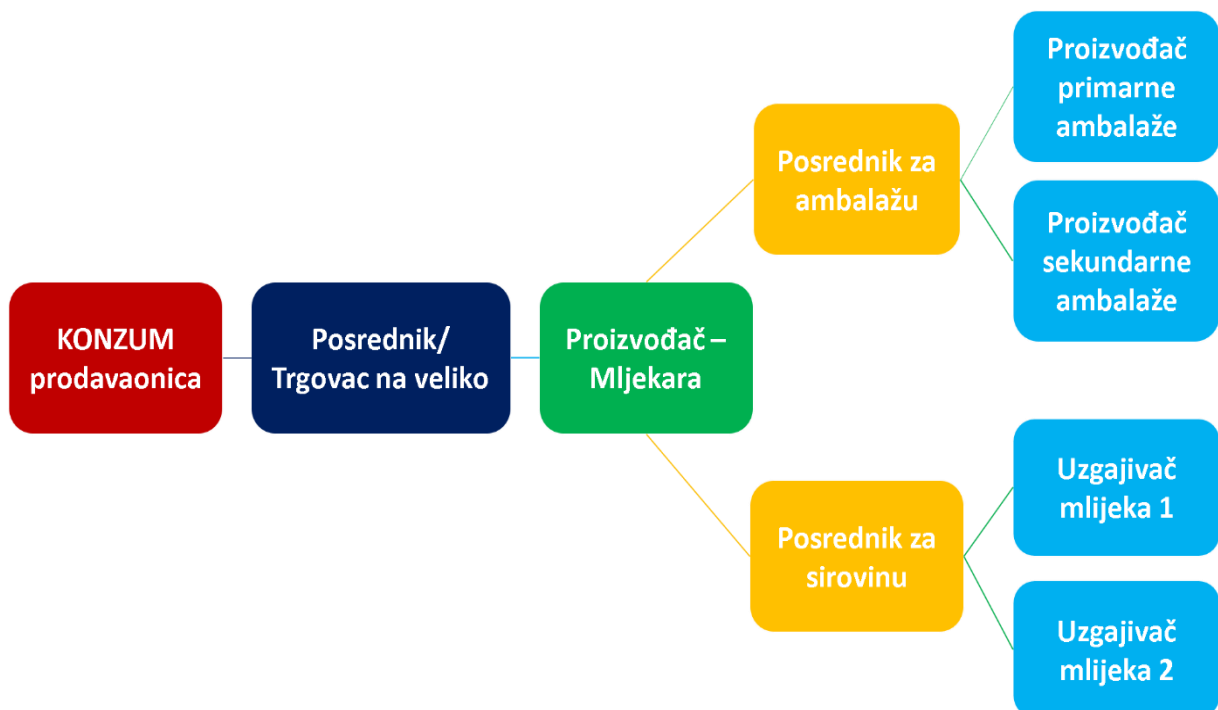 KONZUM
prodavaonica
Posrednik/
Trgovac na veliko
Proizvođač –
Mljekara
Posrednik za
ambalažu
Posrednik za
sirovinu
Proizvođač
primarne
ambalaže
Proizvođač
sekundarne
ambalaže
Uzgajivač
mlijeka 1
Uzgajivač
mlijeka 2